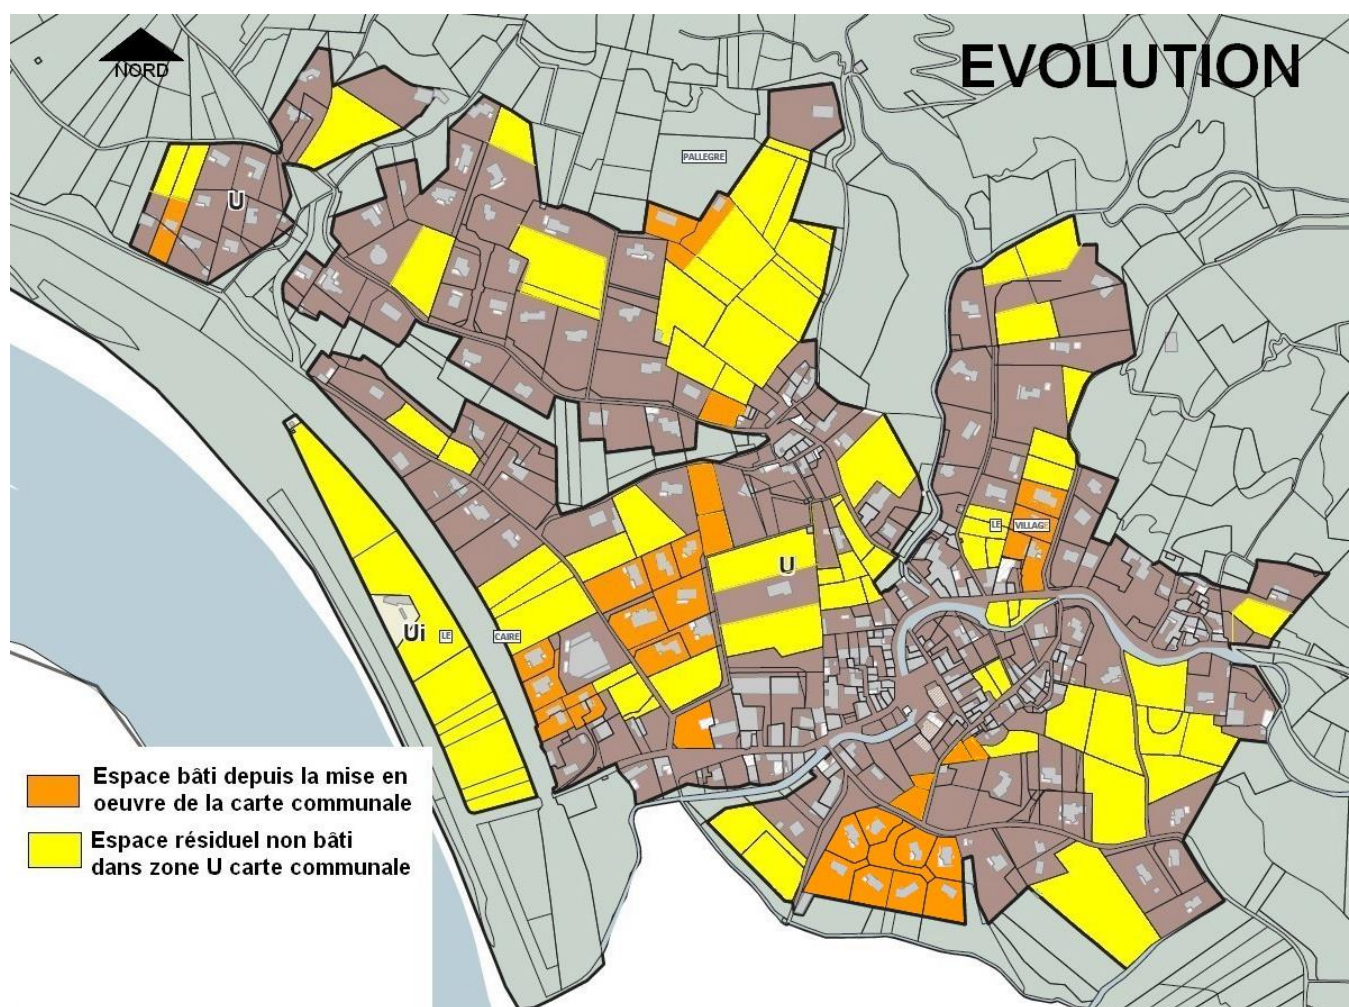 EVOLUTION
NORD
PALLEGRE
U
LE VILLAGE
U
Ui
LE CAIRE
Espace bâti depuis la mise en
oeuvre de la carte communale
Espace résiduel non bâti
dans zone U carte communale